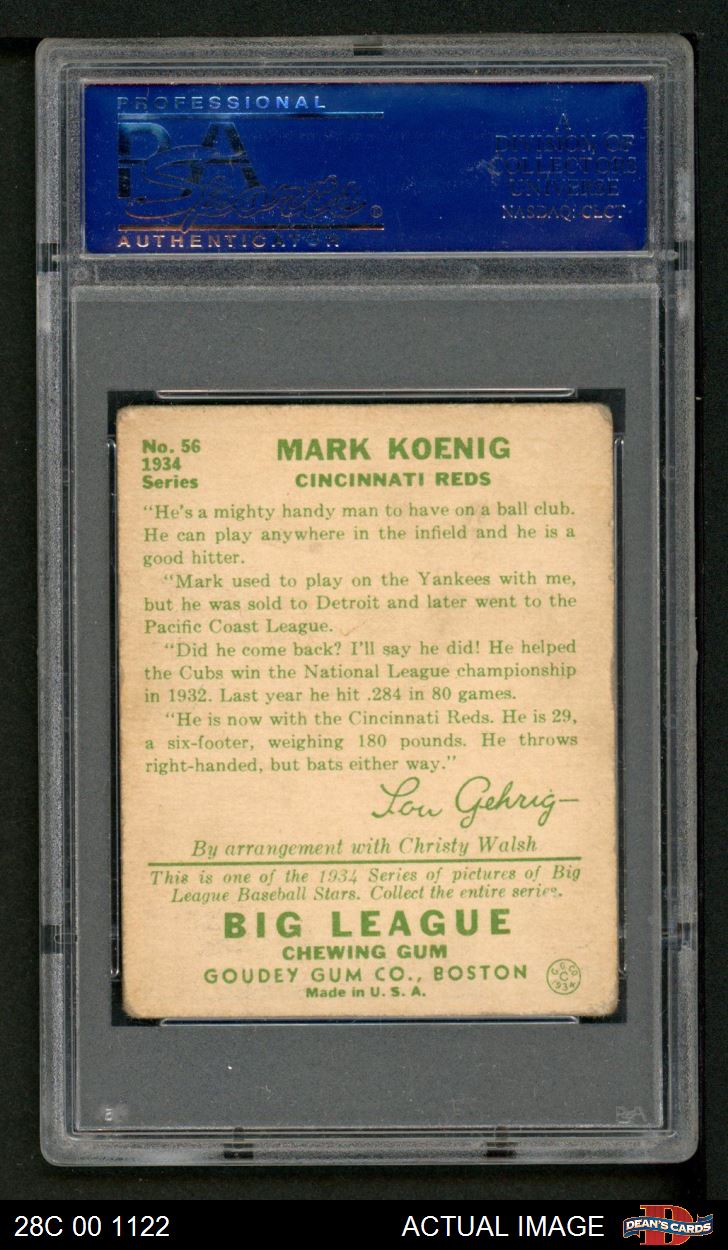 PROFESSIONAL
PSA
Sports
AUTHENTICATOR
A
DIVISION OF
COLLECTORS
UNIVERSE
NASDAQ: CLCT
No. 56
1934
Series
MARK KOENIG
CINCINNATI REDS
"He's a mighty handy man to have on a ball club.
He can play anywhere in the infield and he is a
good hitter.
"Mark used to play on the Yankees with me,
but he was sold to Detroit and later went to the
Pacific Coast League.
"Did he come back? I'll say he did! He helped
the Cubs win the National League championship
in 1932. Last year he hit .284 in 80 games.
"He is now with the Cincinnati Reds. He is 29,
a six-footer, weighing 180 pounds. He throws
right-handed, but bats either way."
Lou Gehrig
By arrangement with Christy Walsh
This is one of the 1934 Series of pictures of Big
League Baseball Stars. Collect the entire series.
BIG LEAGUE
CHEWING GUM
GOUDEY GUM CO., BOSTON
Made in U. S. A.
G. G. CO
C
1934
PSA
28C 00 1122
ACTUAL IMAGE
DEAN'S CARDS